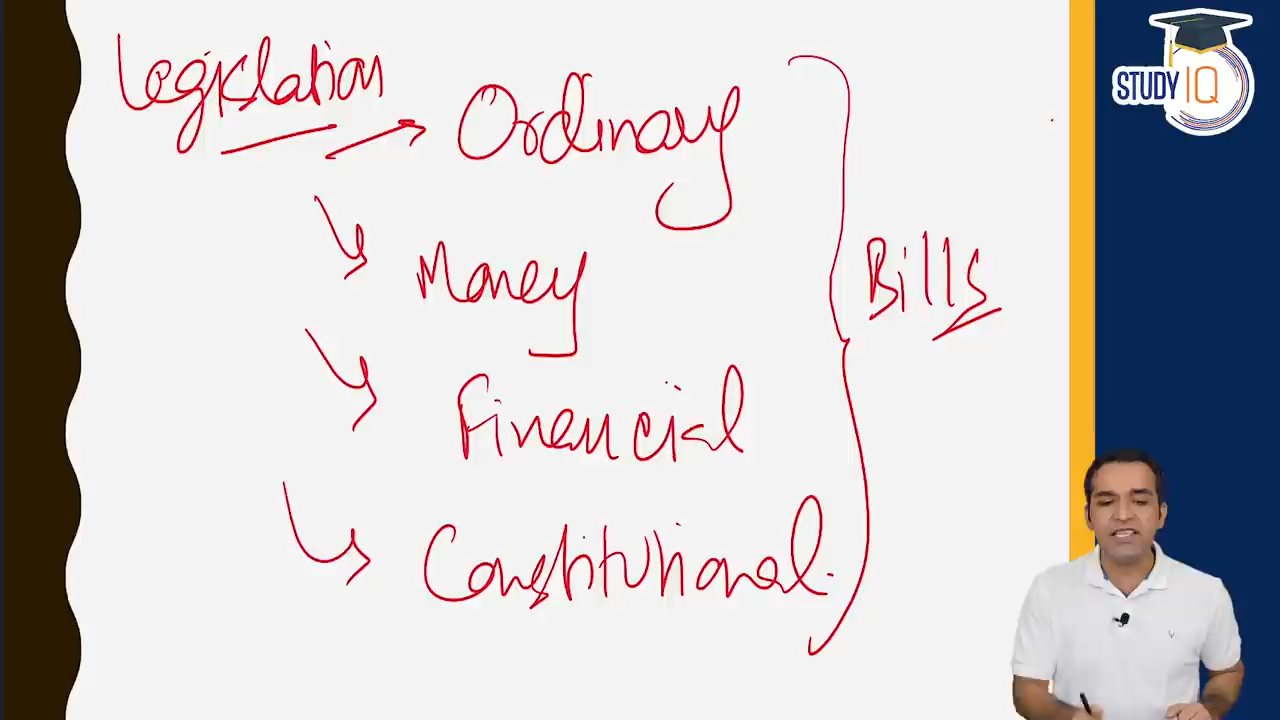 Legislation
Ordinary
Money
Financial
Constitutional
Bills
STUDY IQ